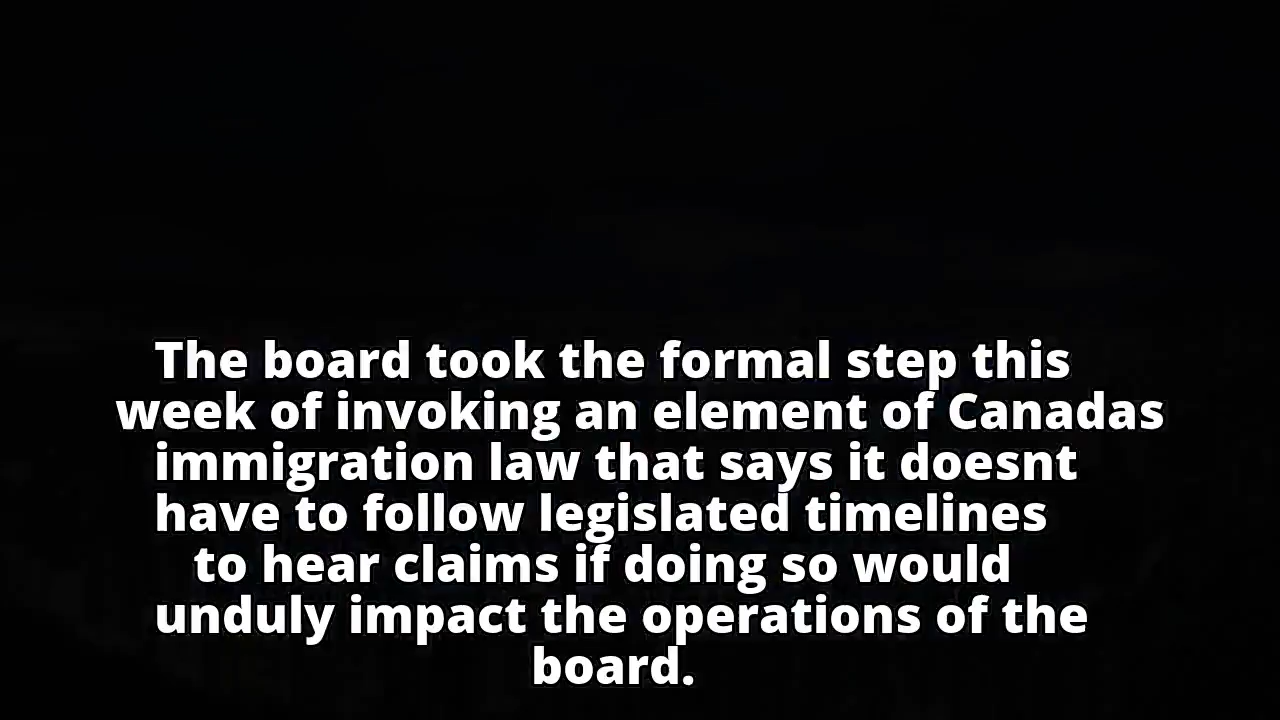 The board took the formal step this
week of invoking an element of Canadas
immigration law that says it doesnt
have to follow legislated timelines
to hear claims if doing so would
unduly impact the operations of the
board.